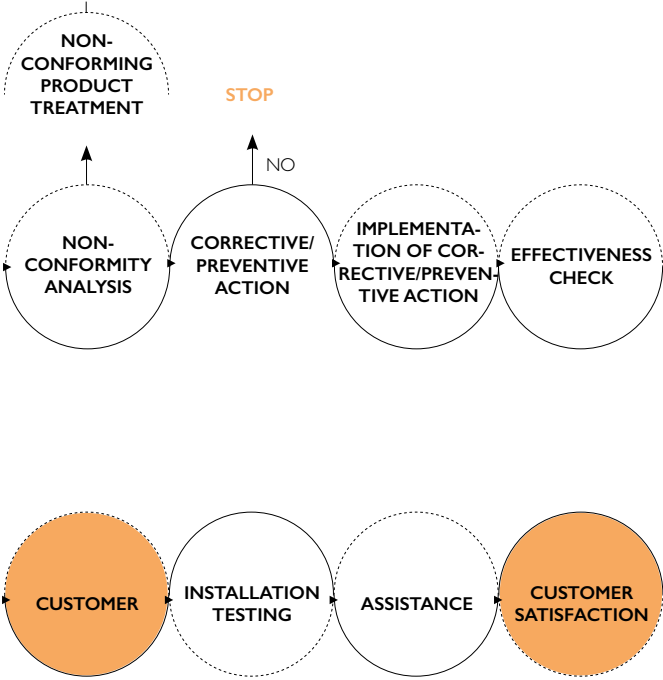 NON-
CONFORMING
PRODUCT
TREATMENT
STOP
NO
NON-
CONFORMITY
ANALYSIS
CORRECTIVE/
PREVENTIVE
ACTION
IMPLEMENTA-
TION OF COR-
RECTIVE/PREVEN-
TIVE ACTION
EFFECTIVENESS
CHECK
CUSTOMER
INSTALLATION
TESTING
ASSISTANCE
CUSTOMER
SATISFACTION